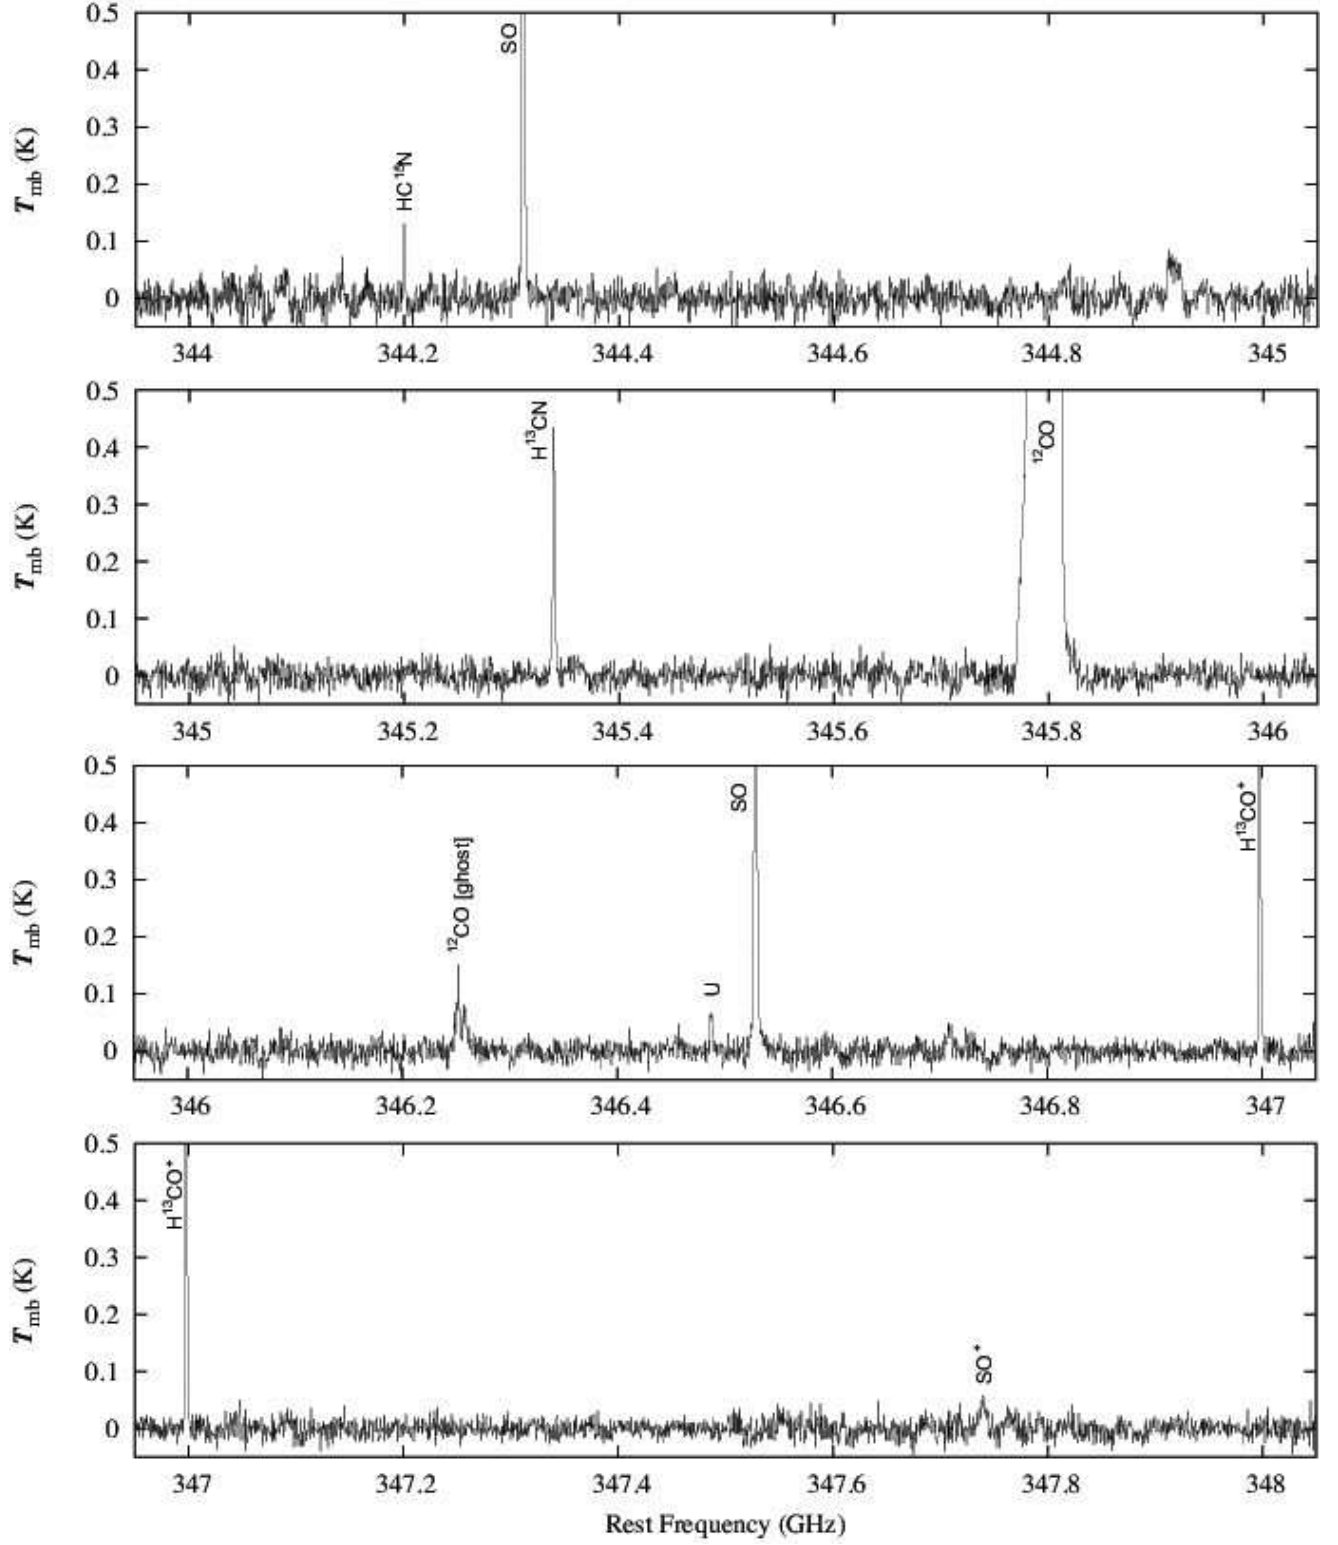 0.5
SO
0.4
0.3
HC¹⁵N
T_mb (K)
0.2
0.1
0
344 344.2 344.4 344.6 344.8 345
0.5
H¹³CN
¹²CO
0.4
0.3
T_mb (K)
0.2
0.1
0
345 345.2 345.4 345.6 345.8 346
0.5
SO
H¹³CO⁺
0.4
¹²CO [ghost]
0.3
T_mb (K)
0.2
U
0.1
0
346 346.2 346.4 346.6 346.8 347
0.5
H¹³CO⁺
0.4
0.3
T_mb (K)
0.2
SO⁺
0.1
0
347 347.2 347.4 347.6 347.8 348
Rest Frequency (GHz)